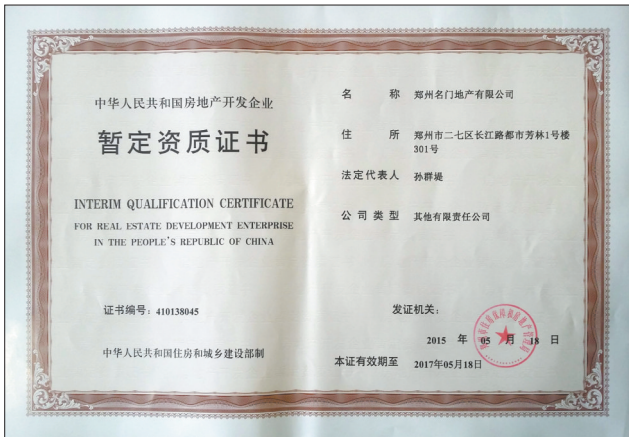 中华人民共和国房地产开发企业
暂定资质证书
INTERIM QUALIFICATION CERTIFICATE
FOR REAL ESTATE DEVELOPMENT ENTERPRISE
IN THE PEOPLE'S REPUBLIC OF CHINA
证书编号：410138045
中华人民共和国住房和城乡建设部制
名 称 郑州名门地产有限公司
住 所 郑州市二七区长江路都市芳林1号楼
301号
法定代表人 孙群堤
公司类型 其他有限责任公司
发证机关：
2015 年 05 月 18 日
本证有效期至 2017年05月18日